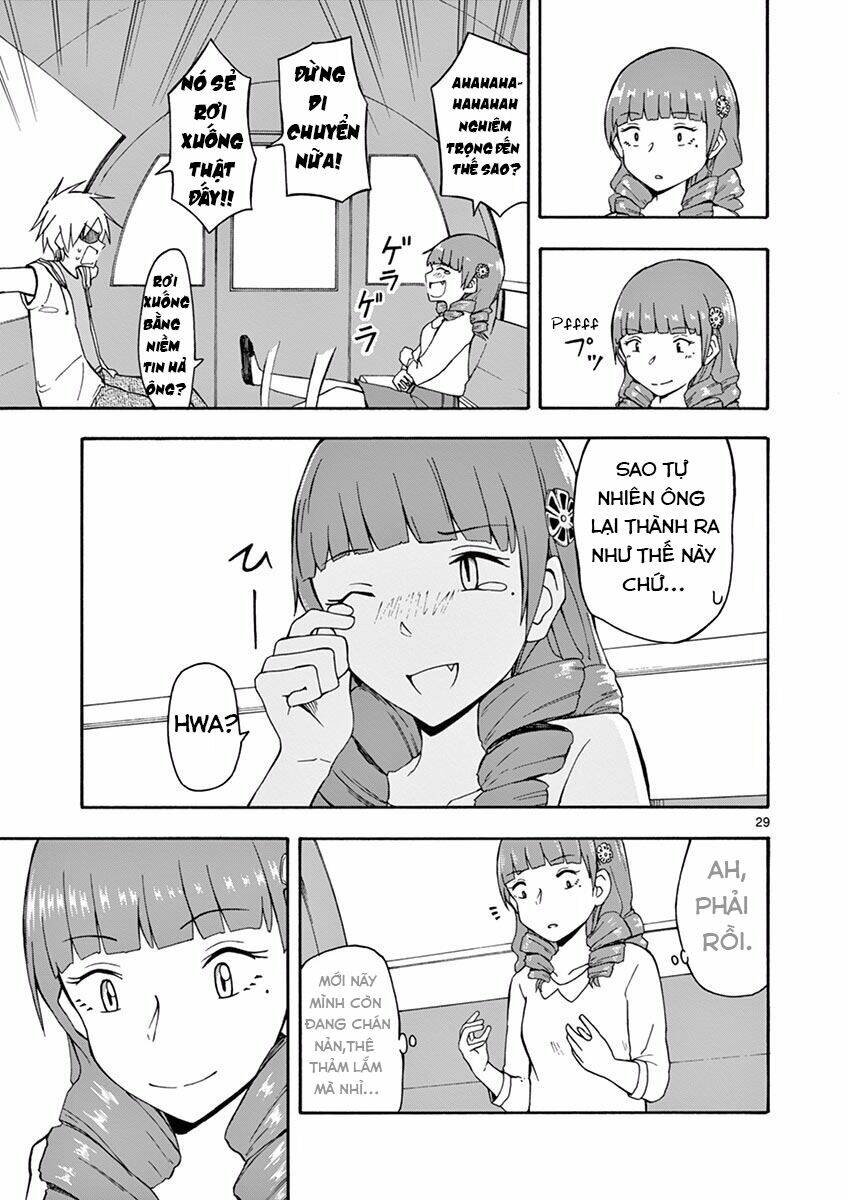 Pffff
プッ
AHAHAHA-
HAHAHAH
NGHIÊM
TRỌNG ĐẾN
THẾ SAO?
ゲラゲラ
ĐỪNG
DI
CHUYỂN
NỮA!
NÓ SẺ
RƠI
XUỐNG
THẬT
ĐẤY!!
RƠI
XUỐNG
BẰNG
NIỀM
TIN HẢ
ÔNG?
SAO TỰ
NHIÊN ÔNG
LẠI THÀNH RA
NHƯ THẾ NÀY
CHỨ...
ひー
HWA?
29
AH,
PHẢI
RỒI.
MỚI NÃY
MÌNH CÒN
ĐANG CHÁN
NẢN,THÊ
THẢM LẮM
MÀ NHỈ...